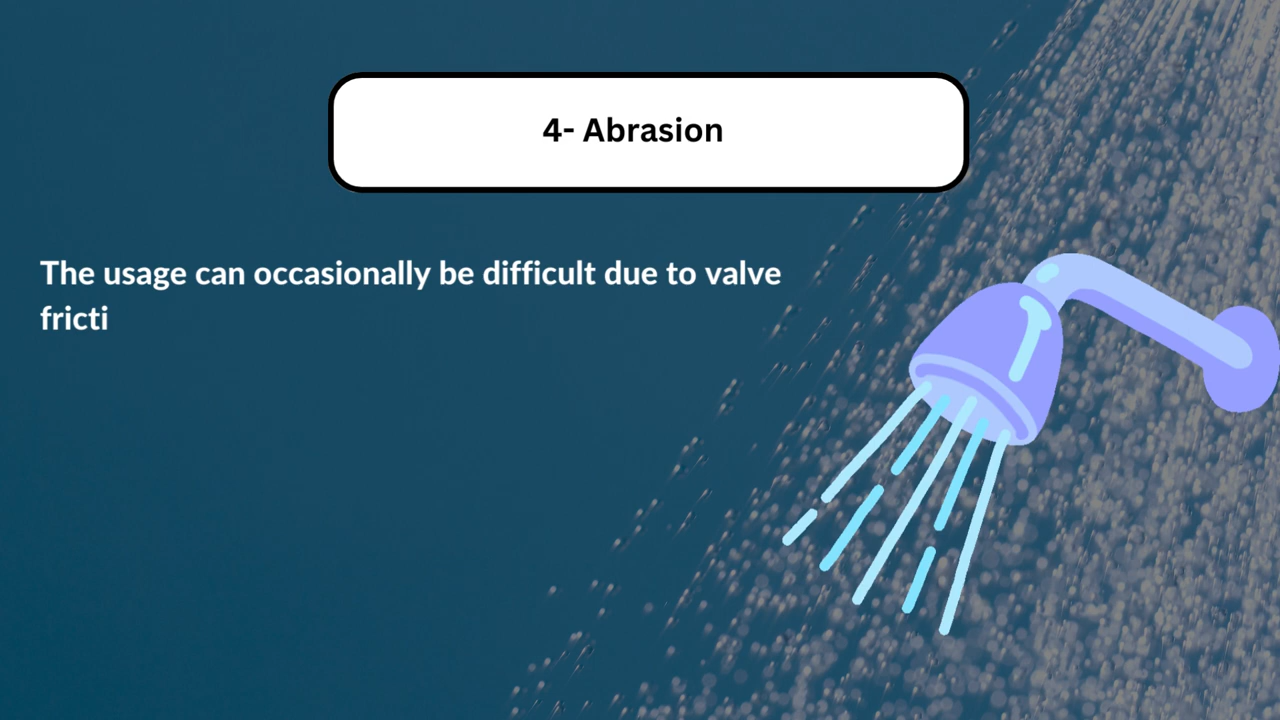 4- Abrasion
The usage can occasionally be difficult due to valve
fricti